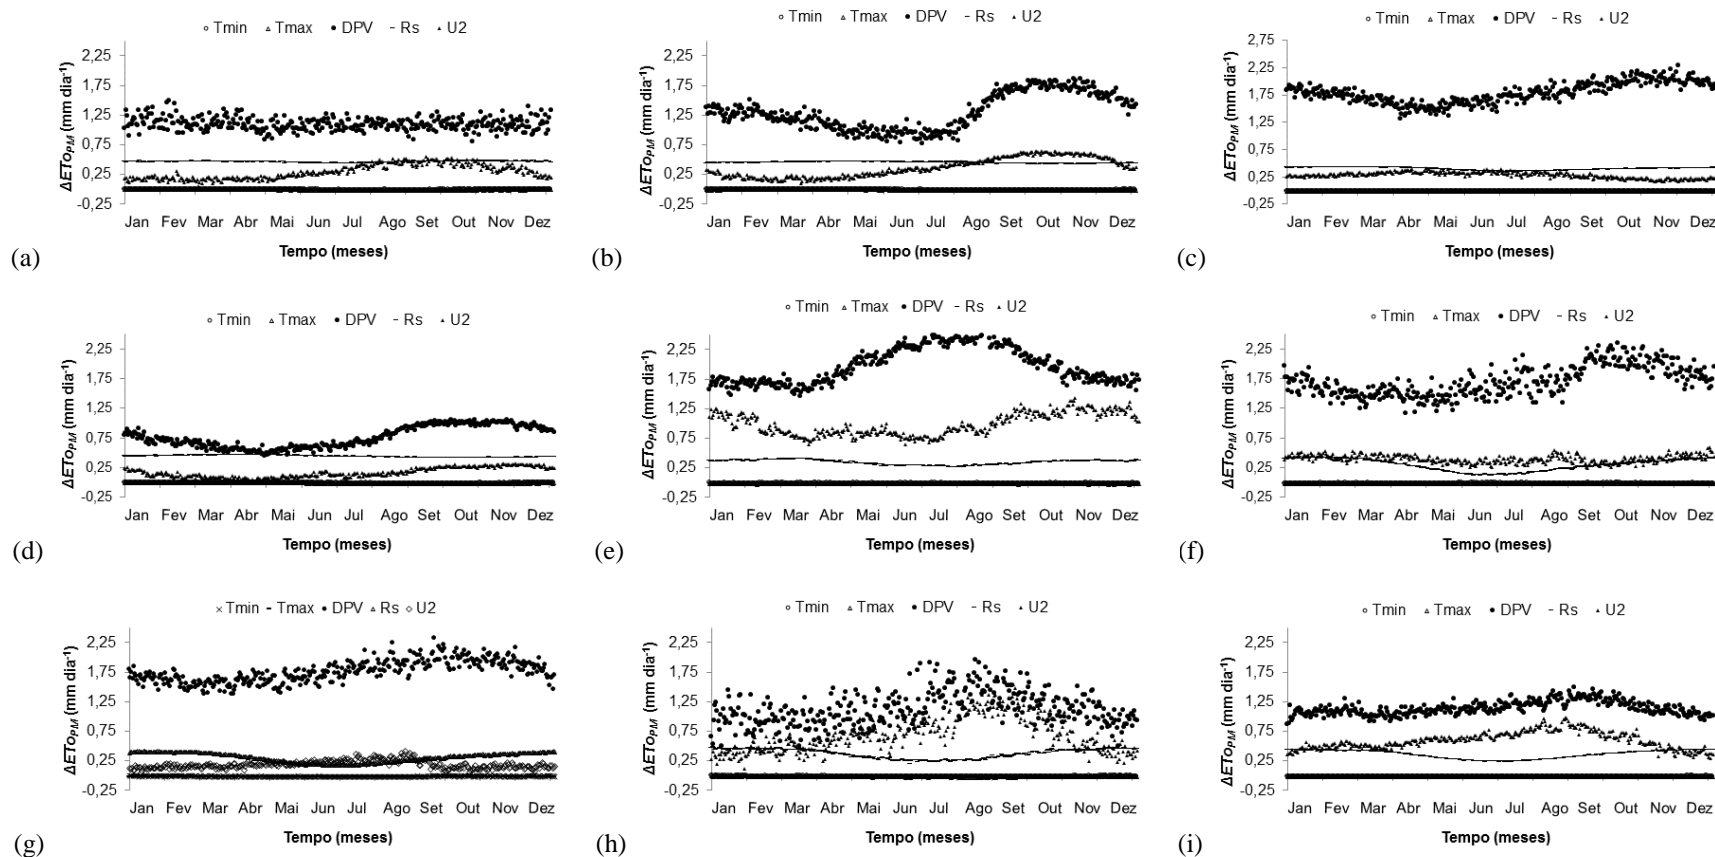 Tmin Tmax DPV Rs U2
2,25
1,75
1,25
0,75
0,25
-0,25
ΔETo_PM (mm dia⁻¹)
Jan Fev Mar Abr Mai Jun Jul Ago Set Out Nov Dez
Tempo (meses)
(a)
Tmin Tmax DPV Rs U2
2,25
1,75
1,25
0,75
0,25
-0,25
ΔETo_PM (mm dia⁻¹)
Jan Fev Mar Abr Mai Jun Jul Ago Set Out Nov Dez
Tempo (meses)
(b)
Tmin Tmax DPV Rs U2
2,75
2,25
1,75
1,25
0,75
0,25
-0,25
ΔETo_PM (mm dia⁻¹)
Jan Fev Mar Abr Mai Jun Jul Ago Set Out Nov Dez
Tempo (meses)
(c)
Tmin Tmax DPV Rs U2
2,25
1,75
1,25
0,75
0,25
-0,25
ΔETo_PM (mm dia⁻¹)
Jan Fev Mar Abr Mai Jun Jul Ago Set Out Nov Dez
Tempo (meses)
(d)
Tmin Tmax DPV Rs U2
2,25
1,75
1,25
0,75
0,25
-0,25
ΔETo_PM (mm dia⁻¹)
Jan Fev Mar Abr Mai Jun Jul Ago Set Out Nov Dez
Tempo (meses)
(e)
Tmin Tmax DPV Rs U2
2,25
1,75
1,25
0,75
0,25
-0,25
ΔETo_PM (mm dia⁻¹)
Jan Fev Mar Abr Mai Jun Jul Ago Set Out Nov Dez
Tempo (meses)
(f)
Tmin Tmax DPV Rs U2
2,25
1,75
1,25
0,75
0,25
-0,25
ΔETo_PM (mm dia⁻¹)
Jan Fev Mar Abr Mai Jun Jul Ago Set Out Nov Dez
Tempo (meses)
(g)
Tmin Tmax DPV Rs U2
2,25
1,75
1,25
0,75
0,25
-0,25
ΔETo_PM (mm dia⁻¹)
Jan Fev Mar Abr Mai Jun Jul Ago Set Out Nov Dez
Tempo (meses)
(h)
Tmin Tmax DPV Rs U2
2,25
1,75
1,25
0,75
0,25
-0,25
ΔETo_PM (mm dia⁻¹)
Jan Fev Mar Abr Mai Jun Jul Ago Set Out Nov Dez
Tempo (meses)
(i)